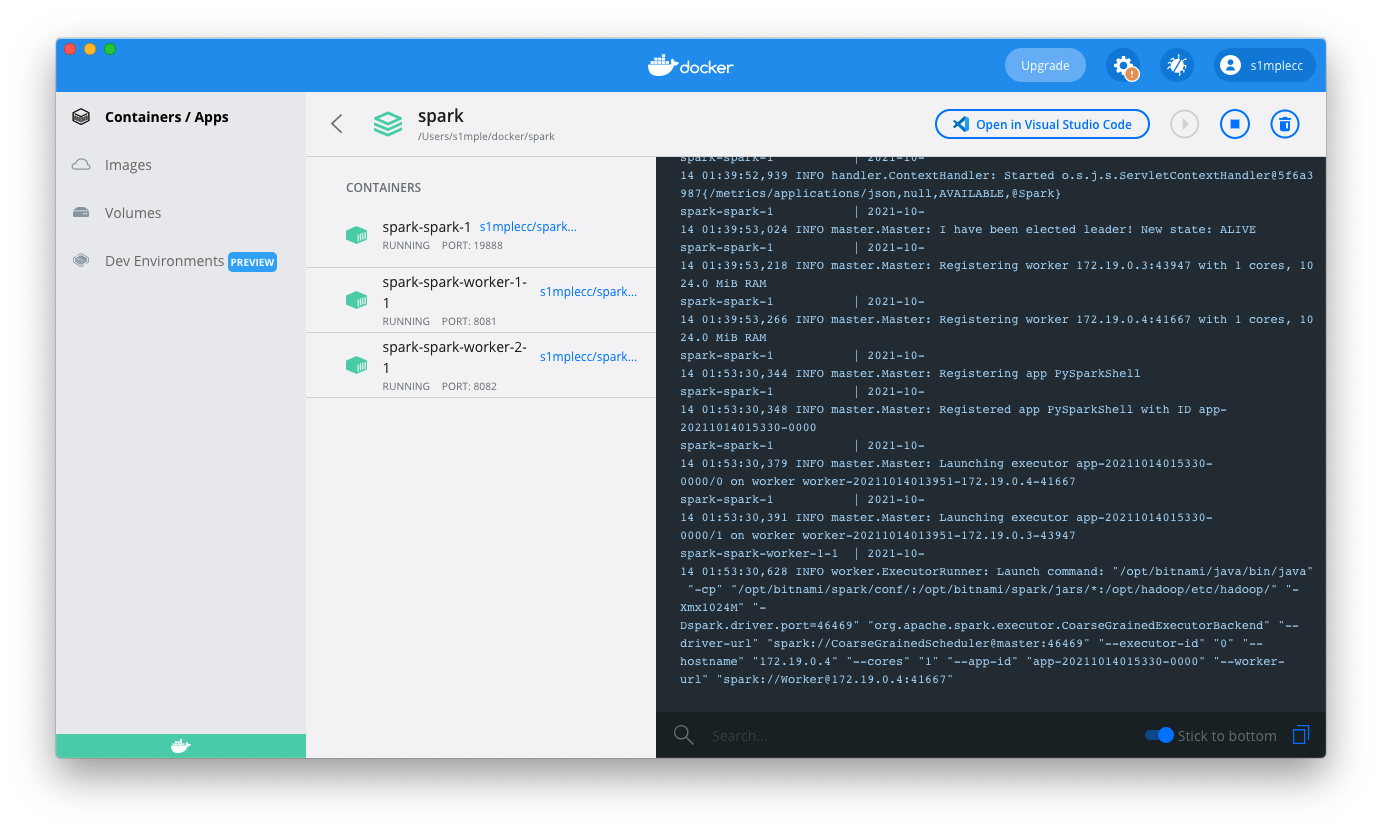 docker
Upgrade
s1mplecc
Containers / Apps
Images
Volumes
Dev Environments PREVIEW
spark
/Users/s1mple/docker/spark
Open in Visual Studio Code
CONTAINERS
spark-spark-1 s1mplecc/spark...
RUNNING PORT: 19888
spark-spark-worker-1-
1
s1mplecc/spark...
RUNNING PORT: 8081
spark-spark-worker-2-
1
s1mplecc/spark...
RUNNING PORT: 8082
spark-spark-1 | 2021-10-
14 01:39:52,939 INFO handler.ContextHandler: Started o.s.j.s.ServletContextHandler@5f6a3
987{/metrics/applications/json,null,AVAILABLE,@Spark}
spark-spark-1 | 2021-10-
14 01:39:53,024 INFO master.Master: I have been elected leader! New state: ALIVE
spark-spark-1 | 2021-10-
14 01:39:53,218 INFO master.Master: Registering worker 172.19.0.3:43947 with 1 cores, 10
24.0 MiB RAM
spark-spark-1 | 2021-10-
14 01:39:53,266 INFO master.Master: Registering worker 172.19.0.4:41667 with 1 cores, 10
24.0 MiB RAM
spark-spark-1 | 2021-10-
14 01:53:30,344 INFO master.Master: Registering app PySparkShell
spark-spark-1 | 2021-10-
14 01:53:30,348 INFO master.Master: Registered app PySparkShell with ID app-
20211014015330-0000
spark-spark-1 | 2021-10-
14 01:53:30,379 INFO master.Master: Launching executor app-20211014015330-
0000/0 on worker worker-20211014013951-172.19.0.4-41667
spark-spark-1 | 2021-10-
14 01:53:30,391 INFO master.Master: Launching executor app-20211014015330-
0000/1 on worker worker-20211014013951-172.19.0.3-43947
spark-spark-worker-1-1 | 2021-10-
14 01:53:30,628 INFO worker.ExecutorRunner: Launch command: "/opt/bitnami/java/bin/java"
"-cp" "/opt/bitnami/spark/conf/:/opt/bitnami/spark/jars/*:/opt/hadoop/etc/hadoop/" "-
Xmx1024M" "-
Dspark.driver.port=46469" "org.apache.spark.executor.CoarseGrainedExecutorBackend" "--
driver-url" "spark://CoarseGrainedScheduler@master:46469" "--executor-id" "0" "--
hostname" "172.19.0.4" "--cores" "1" "--app-id" "app-20211014015330-0000" "--worker-
url" "spark://Worker@172.19.0.4:41667"
Search...
Stick to bottom